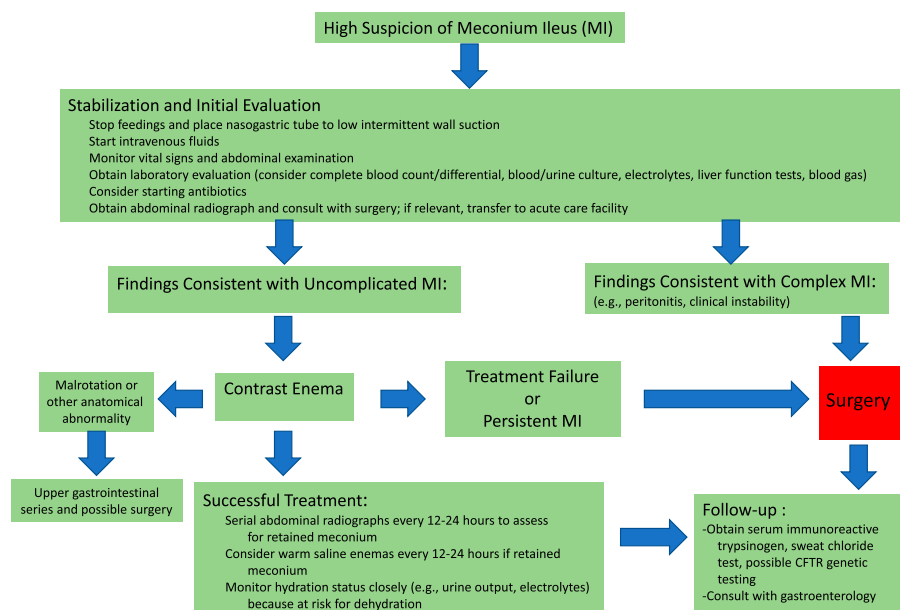 High Suspicion of Meconium Ileus (MI)
Stabilization and Initial Evaluation
Stop feedings and place nasogastric tube to low intermittent wall suction
Start intravenous fluids
Monitor vital signs and abdominal examination
Obtain laboratory evaluation (consider complete blood count/differential, blood/urine culture, electrolytes, liver function tests, blood gas)
Consider starting antibiotics
Obtain abdominal radiograph and consult with surgery; if relevant, transfer to acute care facility
Findings Consistent with Uncomplicated MI:
Findings Consistent with Complex MI:
(e.g., peritonitis, clinical instability)
Malrotation or
other anatomical
abnormality
Contrast Enema
Treatment Failure
or
Persistent MI
Surgery
Upper gastrointestinal
series and possible surgery
Successful Treatment:
Serial abdominal radiographs every 12-24 hours to assess
for retained meconium
Consider warm saline enemas every 12-24 hours if retained
meconium
Monitor hydration status closely (e.g., urine output, electrolytes)
because at risk for dehydration
Follow-up :
-Obtain serum immunoreactive
trypsinogen, sweat chloride
test, possible CFTR genetic
testing
-Consult with gastroenterology